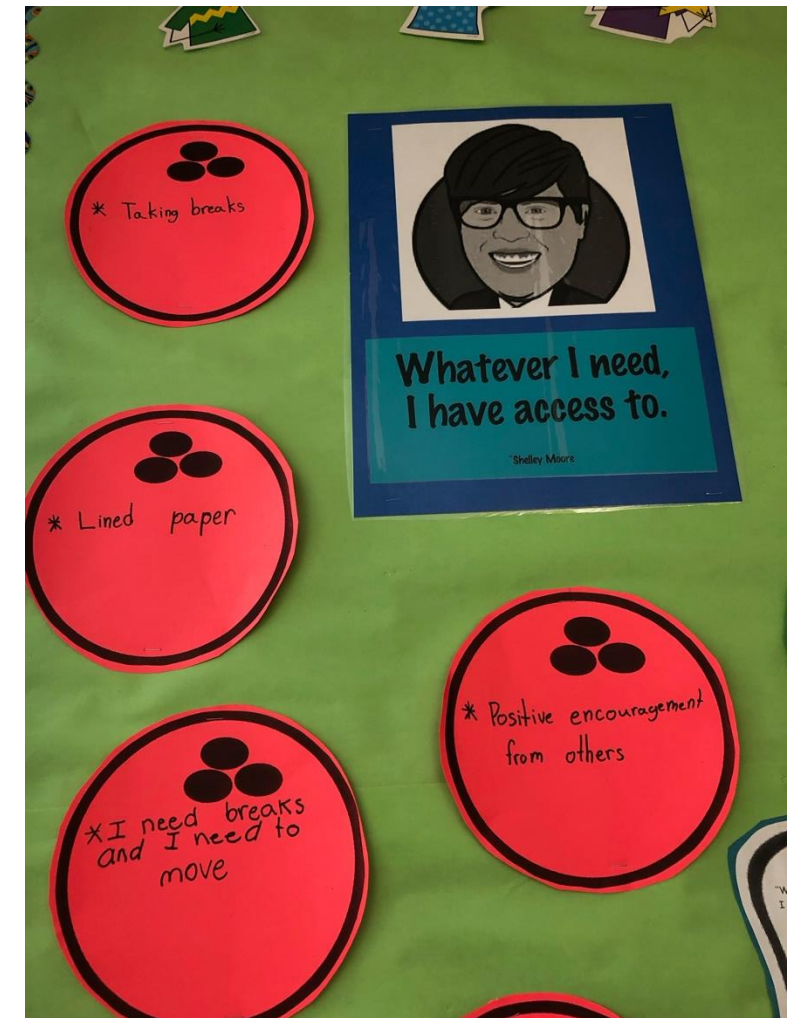 * Taking breaks
Whatever I need,
I have access to.
~Shelley Moore
* Lined paper
* Positive encouragement
from others
* I need breaks
and I need to
move
"W
I